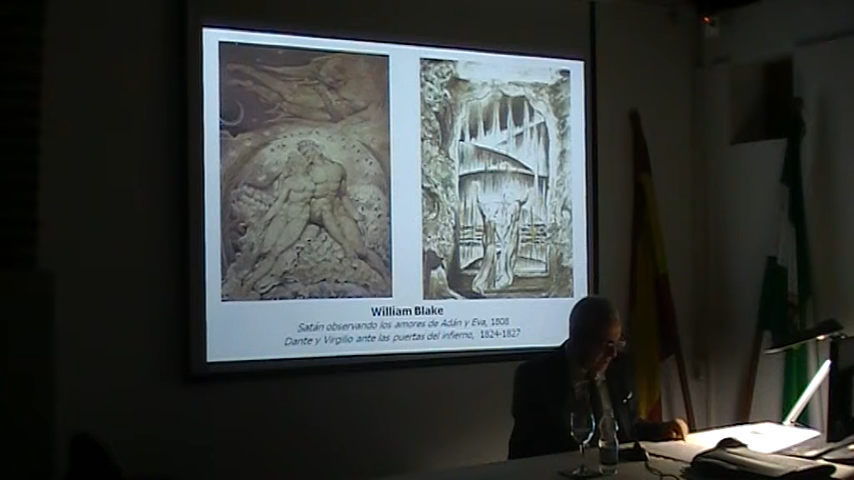 William Blake
Satán observando los amores de Adán y Eva, 1808
Dante y Virgilio ante las puertas del infierno, 1824-1827